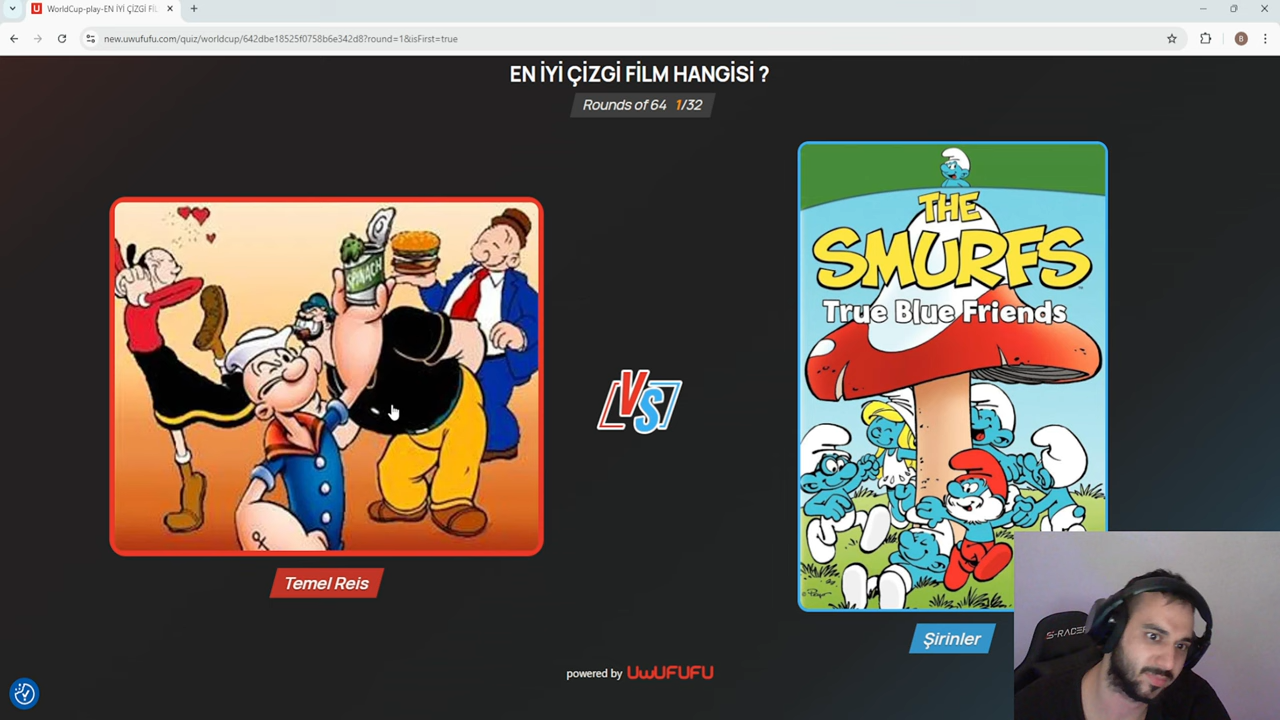 WorldCup-play-EN İYİ ÇİZGİ FİL
new.uwufufu.com/quiz/worldcup/642dbe18525f0758b6e342d8?round=1&isFirst=true
B
EN İYİ ÇİZGİ FİLM HANGİSİ ?
Rounds of 64 1/32
SPINACH
VS
THE
SMURFS
True Blue Friends
Temel Reis
Şirinler
S-RACER
powered by UwUFUFU